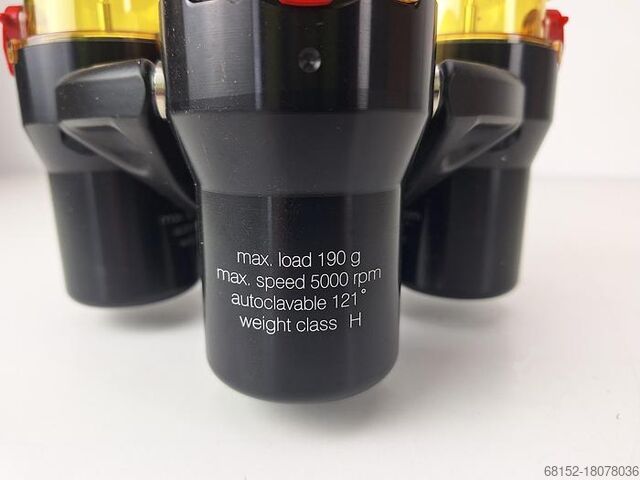 max. load 190 g
max. speed 5000 rpm
autoclavable 121°
weight class H
68152-18078036